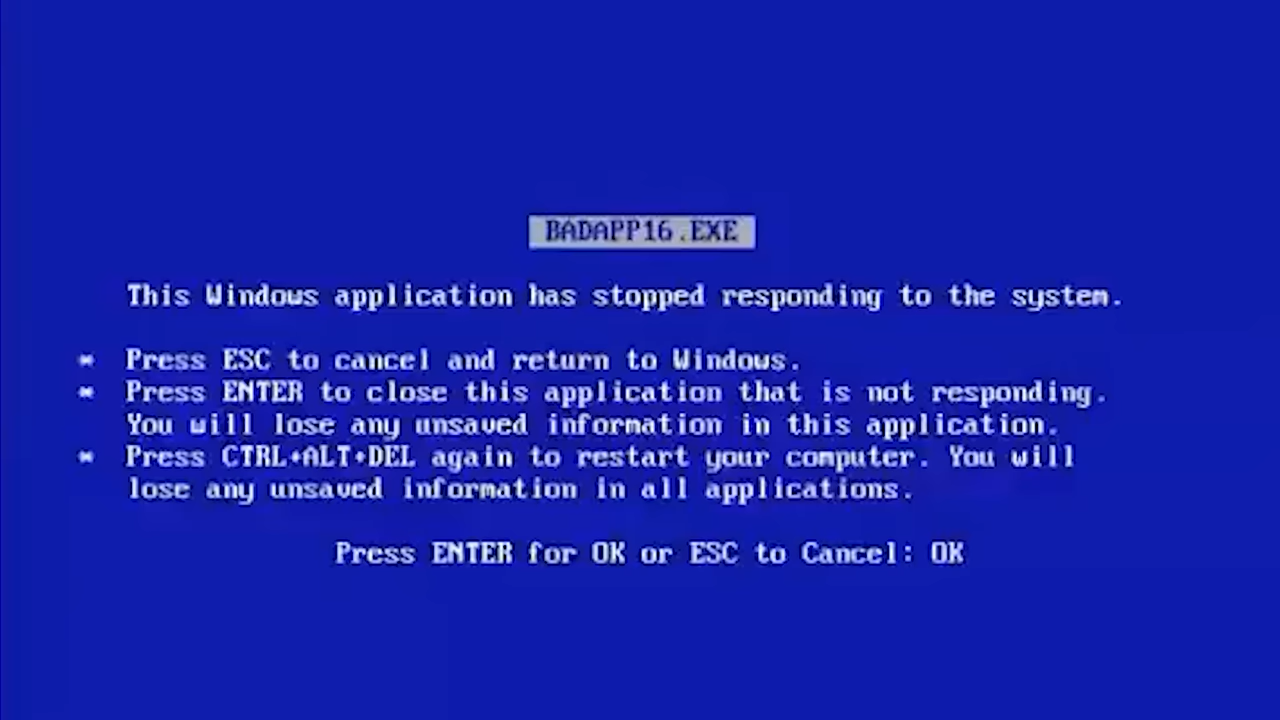 BADAPP16.EXE
This Windows application has stopped responding to the system.
* Press ESC to cancel and return to Windows.
* Press ENTER to close this application that is not responding.
You will lose any unsaved information in this application.
* Press CTRL+ALT+DEL again to restart your computer. You will
lose any unsaved information in all applications.
Press ENTER for OK or ESC to Cancel: OK